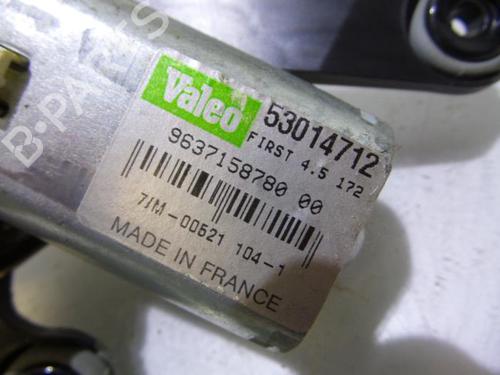 Valeo
53014712
FIRST 4.5 172
9637158780 00
7/M-00521 104-1
MADE IN FRANCE
B-PARTS